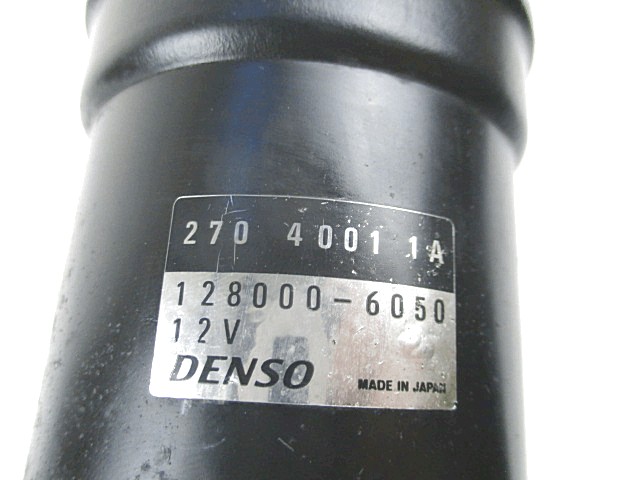 270 4001 1A
128000-6050
12V
DENSO MADE IN JAPAN